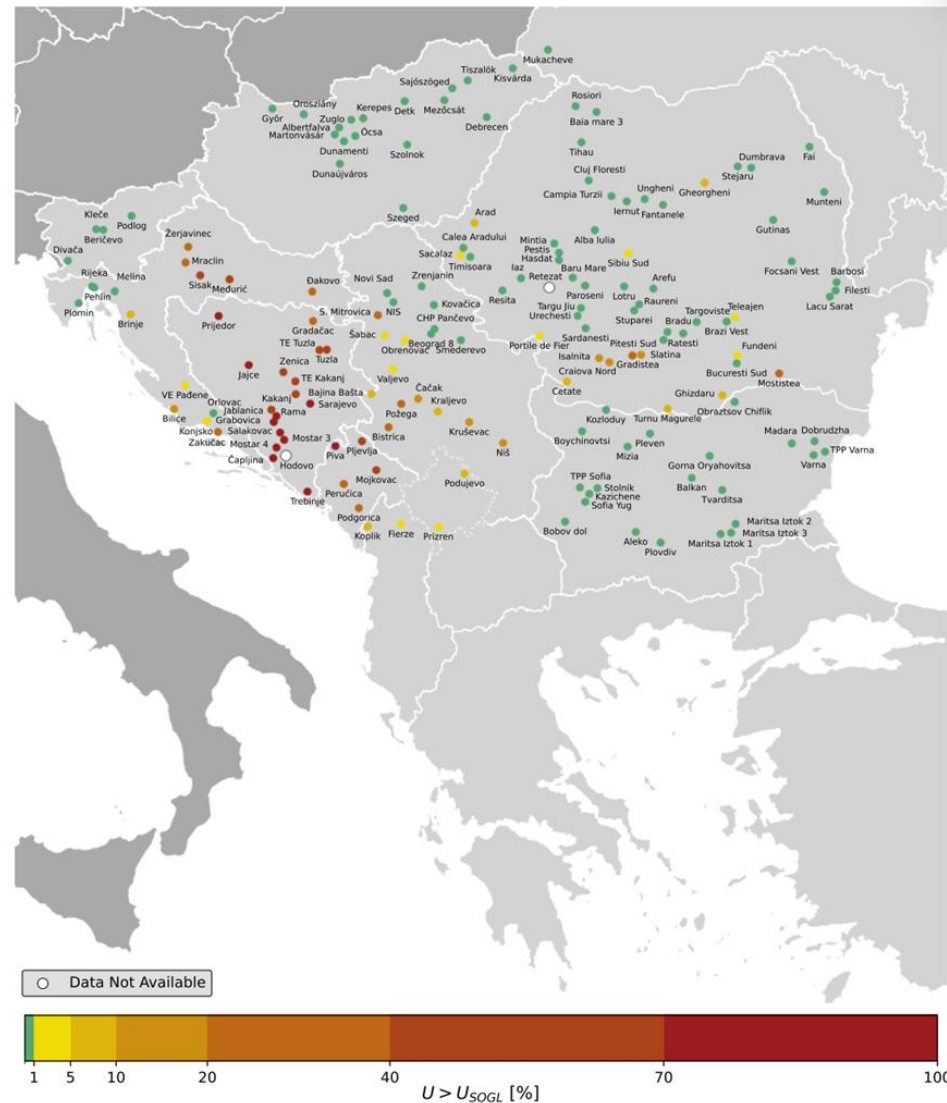 Mukacheve
Tiszalök
Kisvárda
Sajószöged
Rosiori
Oroszlány
Kerepes
Detk
Mezőcsát
Győr
Zuglo
Baia mare 3
Albertfalva
Ócsa
Debrecen
Martonvásár
Dunamenti
Szolnok
Tihau
Fai
Dumbrava
Dunaújváros
Cluj Floresti
Stejaru
Ungheni
Gheorgheni
Campia Turzii
Munteni
Iernut
Fantanele
Kleče
Podlog
Szeged
Arad
Gutinas
Beričevo
Žerjavinec
Calea Aradului
Mintia
Alba Iulia
Divača
Sacalaz
Pestis
Hasdat
Sibiu Sud
Mraclin
Timisoara
Focsani Vest
Rijeka
Melina
Sisak
Međurić
Đakovo
Novi Sad
Zrenjanin
Iaz
Baru Mare
Arefu
Barbosi
Pehlin
Retezat
Filesti
Plomin
Resita
Paroseni
Lotru
Raureni
Lacu Sarat
Brinje
Prijedor
S. Mitrovica
NIS
Kovačica
Targu Jiu
Targoviste
Teleajen
Gradačac
CHP Pančevo
Urechesti
Stuparei
Bradu
Brazi Vest
TE Tuzla
Šabac
Beograd 8
Sardanesti
Ratesti
Zenica
Tuzla
Obrenovac
Smederevo
Portile de Fier
Pitesti Sud
Fundeni
Isalnita
Slatina
Jajce
TE Kakanj
Valjevo
Craiova Nord
Gradistea
Bucuresti Sud
VE Pađene
Kakanj
Bajina Bašta
Čačak
Cetate
Mostistea
Orlovac
Rama
Sarajevo
Kraljevo
Ghizdaru
Bilice
Jablanica
Požega
Kozloduy
Turnu Magurele
Obraztsov Chiflik
Grabovica
Konjsko
Salakovac
Mostar 3
Bistrica
Kruševac
Boychinovtsi
Pleven
Madara
Dobrudzha
Zakučac
Mostar 4
Piva
Pljevlja
Niš
Mizia
TPP Varna
Čapljina
Hodovo
Gorna Oryahovitsa
Varna
Mojkovac
Podujevo
TPP Sofia
Stolnik
Balkan
Trebinje
Peručica
Kazichene
Tvarditsa
Sofia Yug
Podgorica
Maritsa Iztok 2
Koplik
Fierze
Prizren
Bobov dol
Aleko
Maritsa Iztok 3
Plovdiv
Maritsa Iztok 1
Data Not Available
1 5 10 20 40 70 100
U > U_SOGL [%]